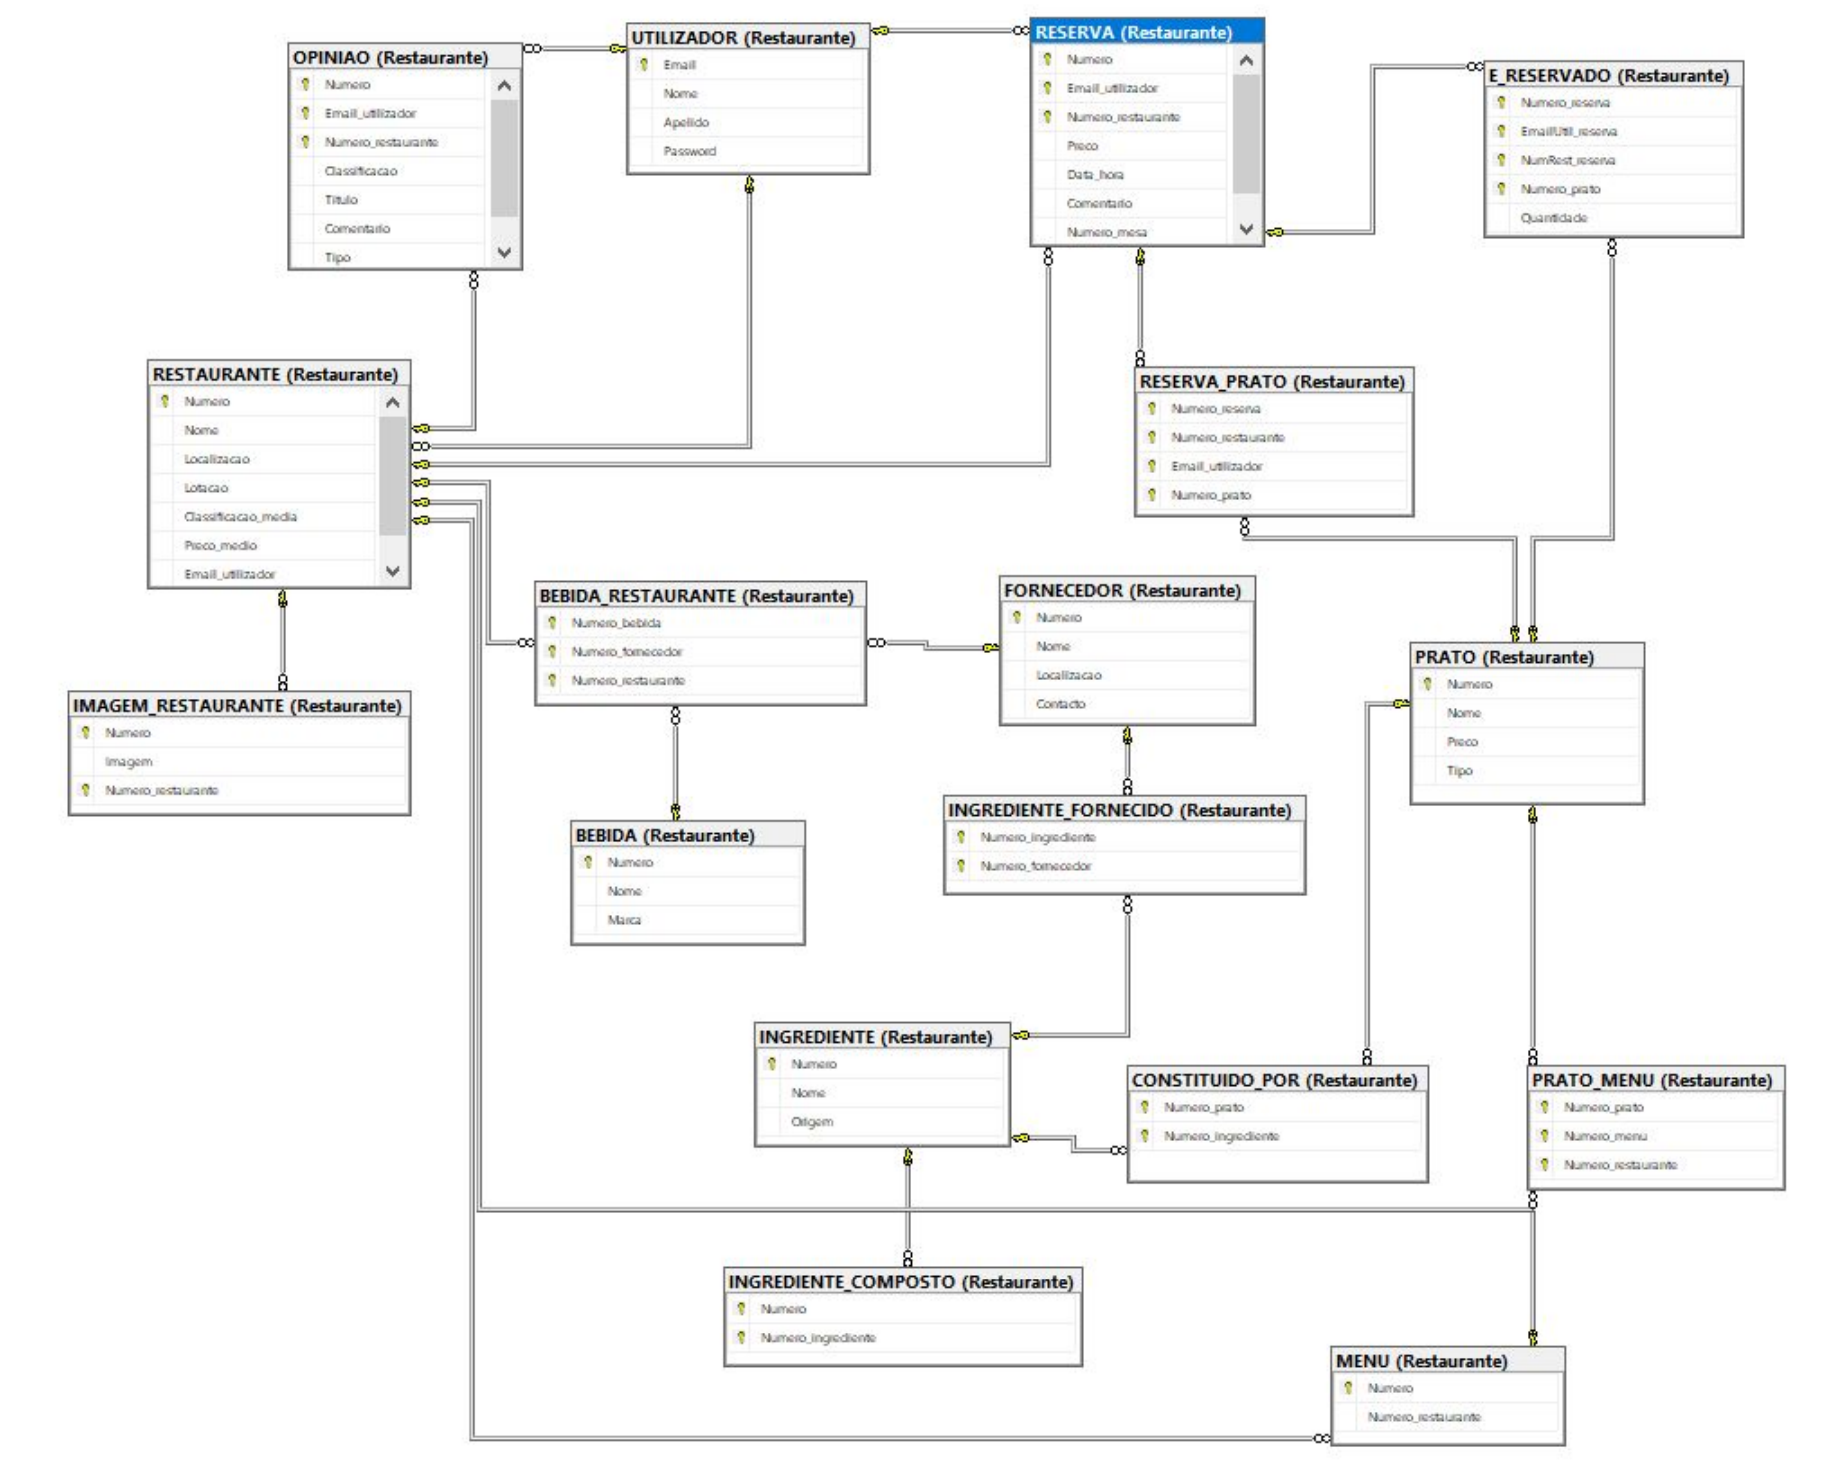 OPINIAO (Restaurante)
Numero
Email_utilizador
Numero_restaurante
Classificacao
Titulo
Comentario
Tipo
UTILIZADOR (Restaurante)
Email
Nome
Apelido
Password
RESERVA (Restaurante)
Numero
Email_utilizador
Numero_restaurante
Preco
Data_hora
Comentario
Numero_mesa
E_RESERVADO (Restaurante)
Numero_reserva
EmailUtil_reserva
NumRest_reserva
Numero_prato
Quantidade
RESTAURANTE (Restaurante)
Numero
Nome
Localizacao
Lotacao
Classificacao_media
Preco_medio
Email_utilizador
RESERVA_PRATO (Restaurante)
Numero_reserva
Numero_restaurante
Email_utilizador
Numero_prato
BEBIDA_RESTAURANTE (Restaurante)
Numero_bebida
Numero_fornecedor
Numero_restaurante
FORNECEDOR (Restaurante)
Numero
Nome
Localizacao
Contacto
PRATO (Restaurante)
Numero
Nome
Preco
Tipo
IMAGEM_RESTAURANTE (Restaurante)
Numero
Imagem
Numero_restaurante
BEBIDA (Restaurante)
Numero
Nome
Marca
INGREDIENTE_FORNECIDO (Restaurante)
Numero_ingrediente
Numero_fornecedor
INGREDIENTE (Restaurante)
Numero
Nome
Origem
CONSTITUIDO_POR (Restaurante)
Numero_prato
Numero_ingrediente
PRATO_MENU (Restaurante)
Numero_prato
Numero_menu
Numero_restaurante
INGREDIENTE_COMPOSTO (Restaurante)
Numero
Numero_ingrediente
MENU (Restaurante)
Numero
Numero_restaurante